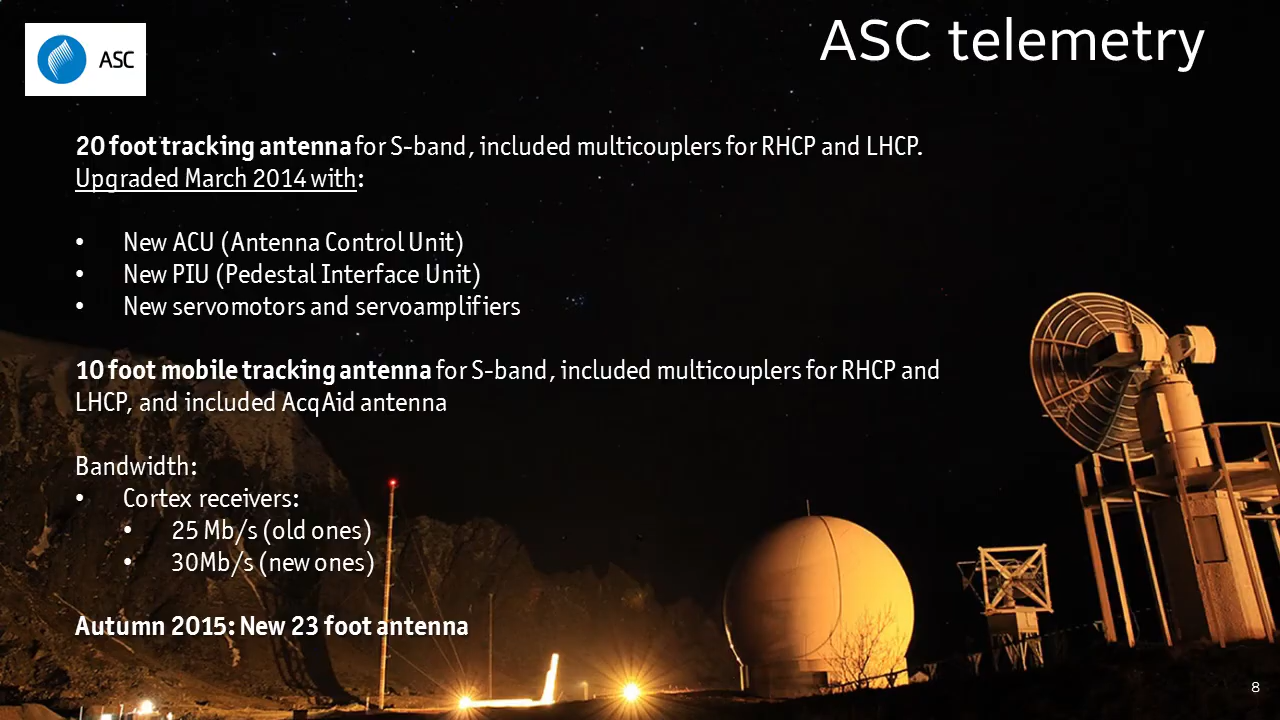 ASC
ASC telemetry
20 foot tracking antenna for S-band, included multicouplers for RHCP and LHCP.
Upgraded March 2014 with:
• New ACU (Antenna Control Unit)
• New PIU (Pedestal Interface Unit)
• New servomotors and servoamplifiers
10 foot mobile tracking antenna for S-band, included multicouplers for RHCP and
LHCP, and included AcqAid antenna
Bandwidth:
• Cortex receivers:
• 25 Mb/s (old ones)
• 30Mb/s (new ones)
Autumn 2015: New 23 foot antenna
8